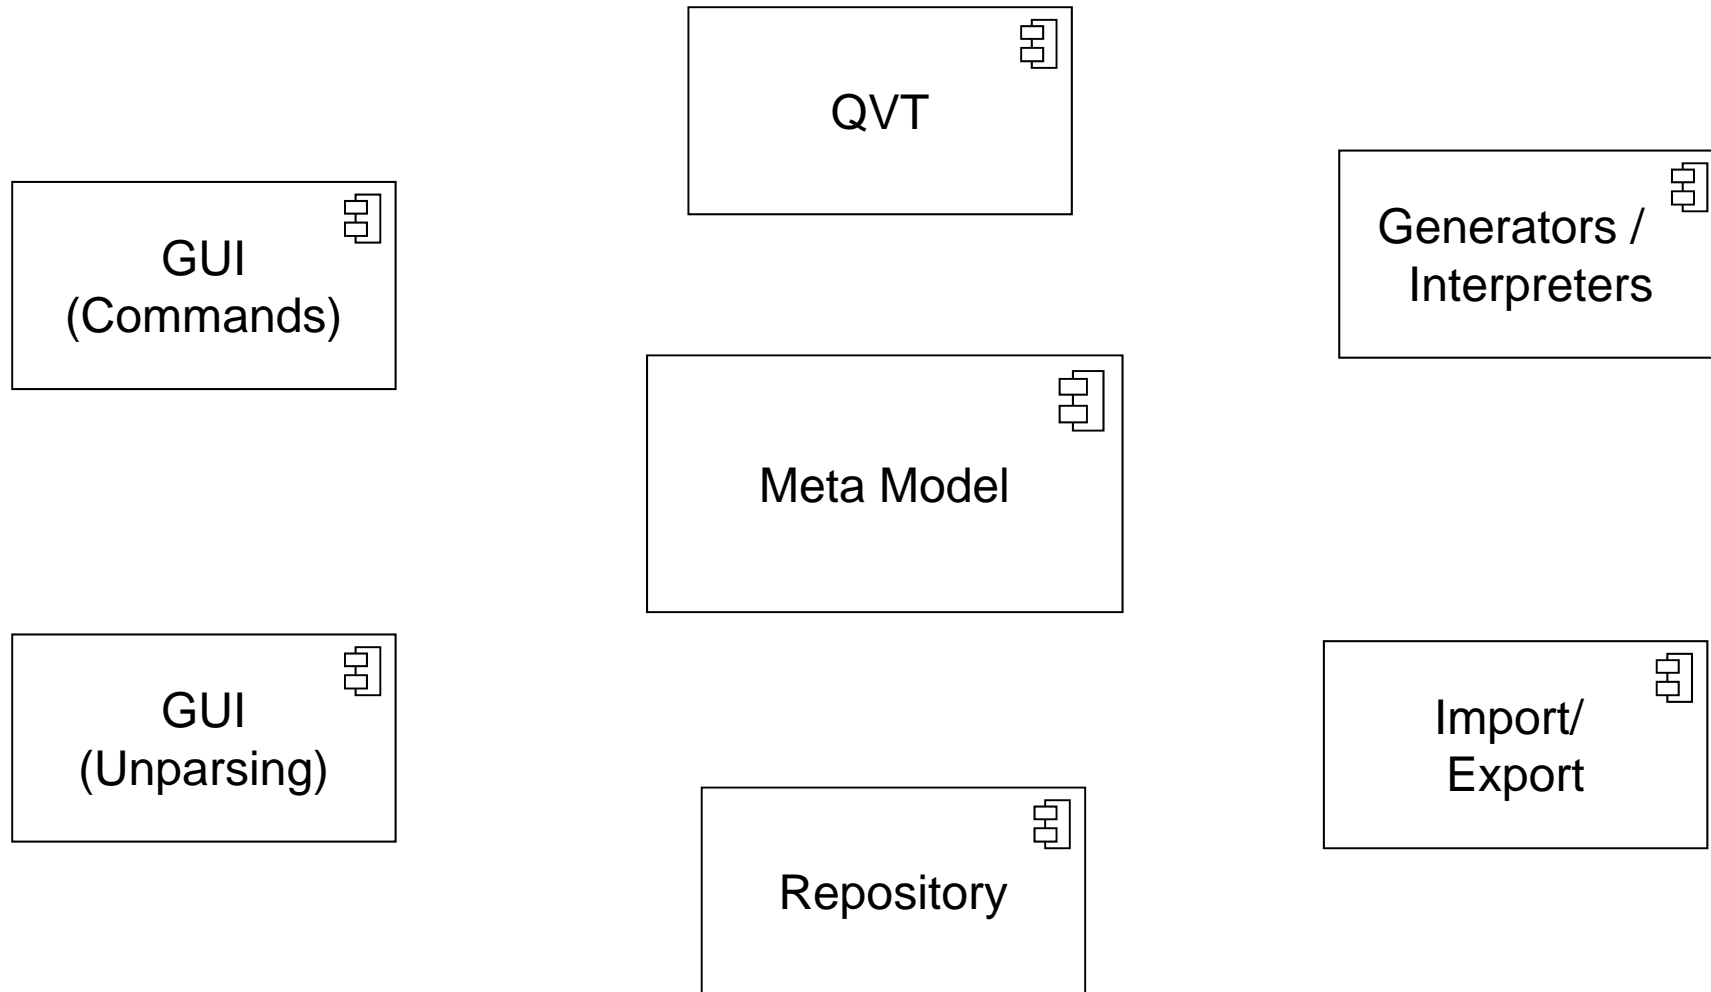 QVT
GUI
(Commands)
Generators /
Interpreters
Meta Model
GUI
(Unparsing)
Import/
Export
Repository